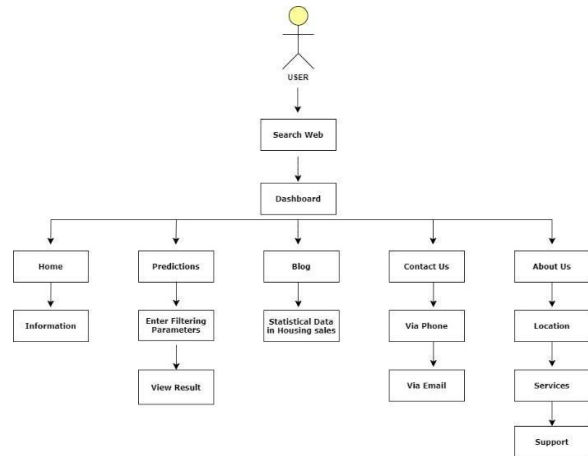 USER
Search Web
Dashboard
Home
Predictions
Blog
Contact Us
About Us
Information
Enter Filtering
Parameters
Statistical Data
in Housing sales
Via Phone
Location
View Result
Via Email
Services
Support